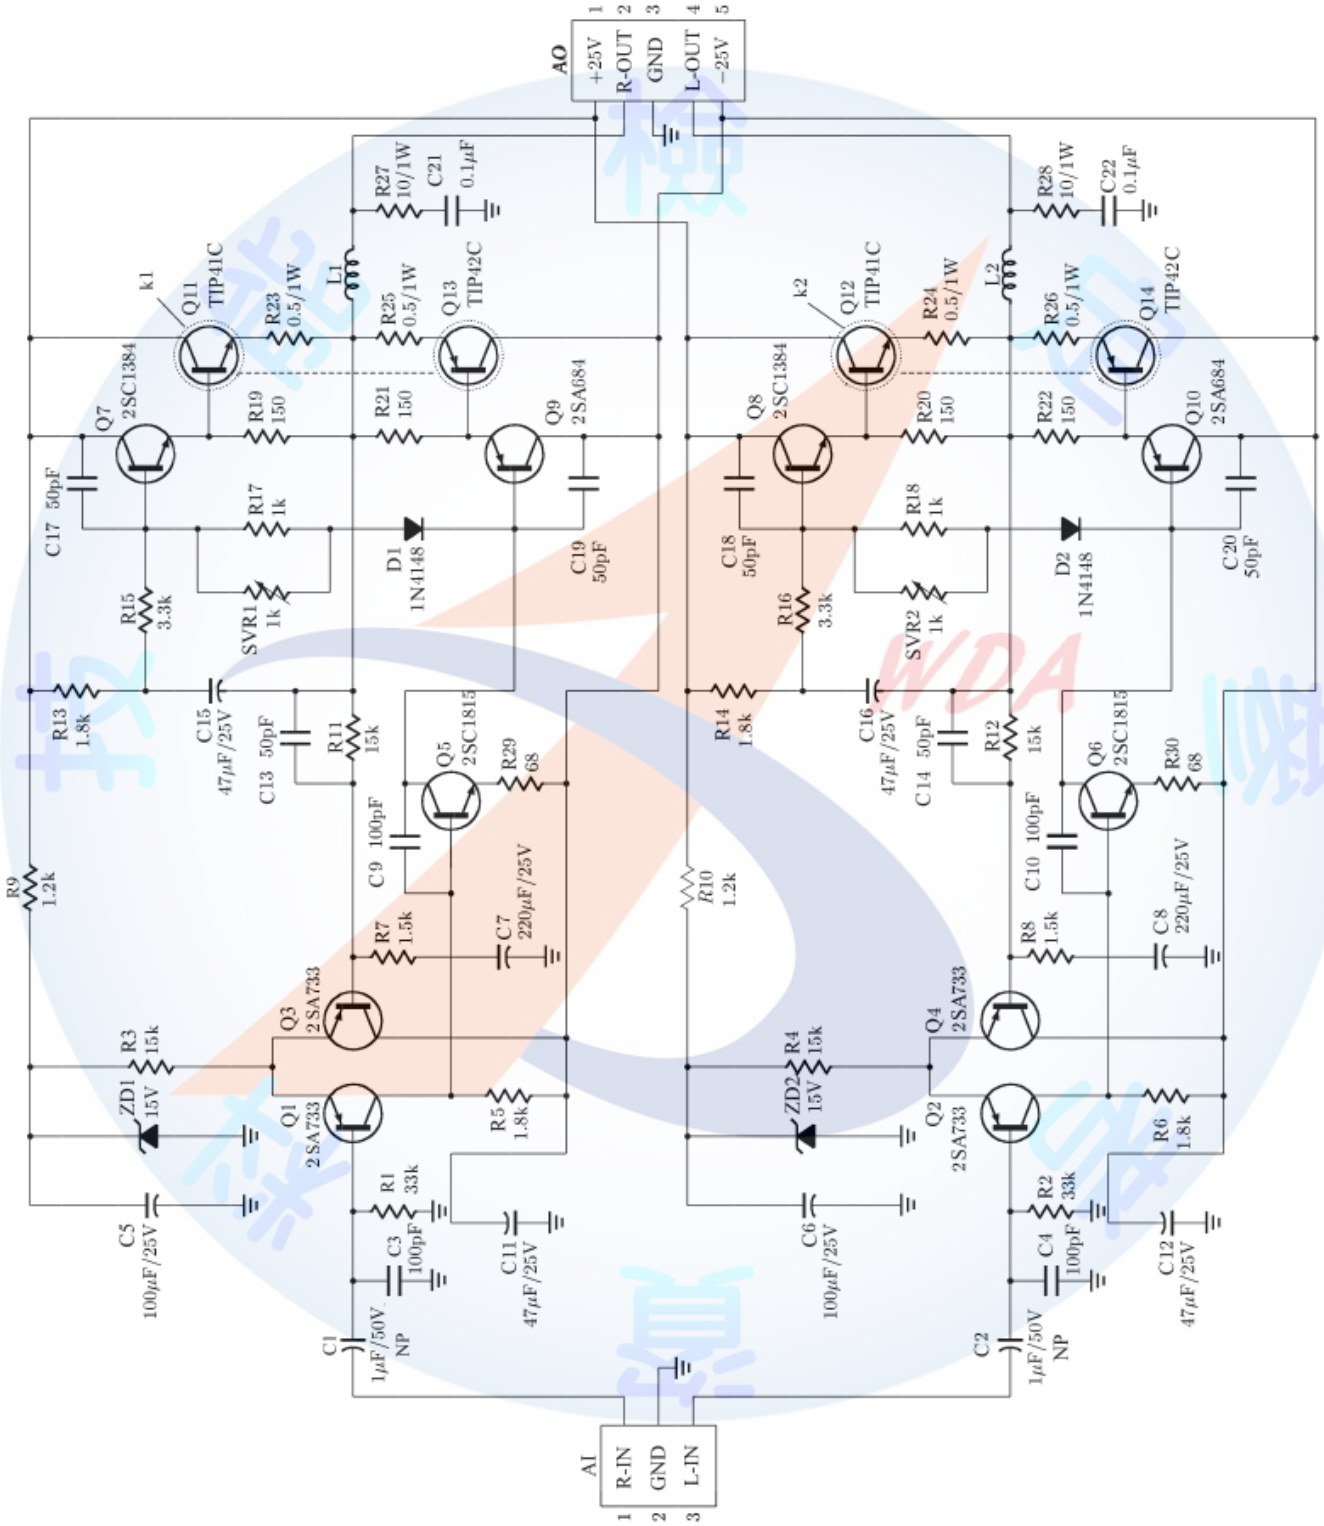 AO
1
+25V
2
R-OUT
3
GND
4
L-OUT
5
−25V
R27
10/1W
C21
0.1µF
k1
Q11
TIP41C
R23
0.5/1W
L1
R25
0.5/1W
Q13
TIP42C
C17 50pF
Q7
2SC1384
R19
150
R21
150
Q9
2SA684
R17
1k
SVR1
1k
D1
1N4148
C19
50pF
R15
3.3k
R13
1.8k
C15
47µF/25V
C13 50pF
R11
15k
Q5
2SC1815
R29
68
C9 100pF
R9
1.2k
R7
1.5k
C7
220µF/25V
Q3
2SA733
R3
15k
ZD1
15V
Q1
2SA733
R5
1.8k
C5
100µF/25V
R1
33k
C3
100pF
C11
47µF/25V
C1
1µF/50V
NP
R28
10/1W
C22
0.1µF
k2
Q12
TIP41C
R24
0.5/1W
L2
R26
0.5/1W
Q14
TIP42C
C18
50pF
Q8
2SC1384
R20
150
R22
150
Q10
2SA684
R18
1k
SVR2
1k
D2
1N4148
C20
50pF
R16
3.3k
R14
1.8k
C16
47µF/25V
C14 50pF
R12
15k
Q6
2SC1815
R30
68
C10 100pF
R10
1.2k
R8
1.5k
C8
220µF/25V
Q4
2SA733
R4
15k
ZD2
15V
Q2
2SA733
R6
1.8k
C6
100µF/25V
R2
33k
C4
100pF
C12
47µF/25V
C2
1µF/50V
NP
AI
1
R-IN
2
GND
3
L-IN
WDA
技
能
檢